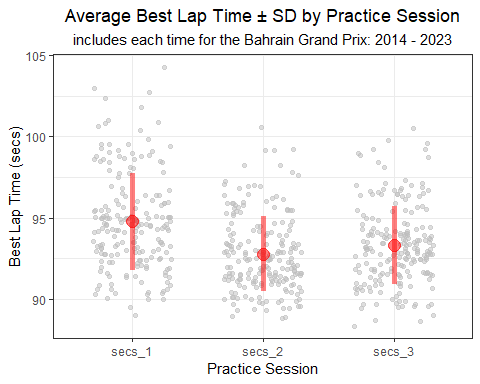 Average Best Lap Time ± SD by Practice Session
includes each time for the Bahrain Grand Prix: 2014 - 2023
105
100
95
90
Best Lap Time (secs)
secs_1 secs_2 secs_3
Practice Session